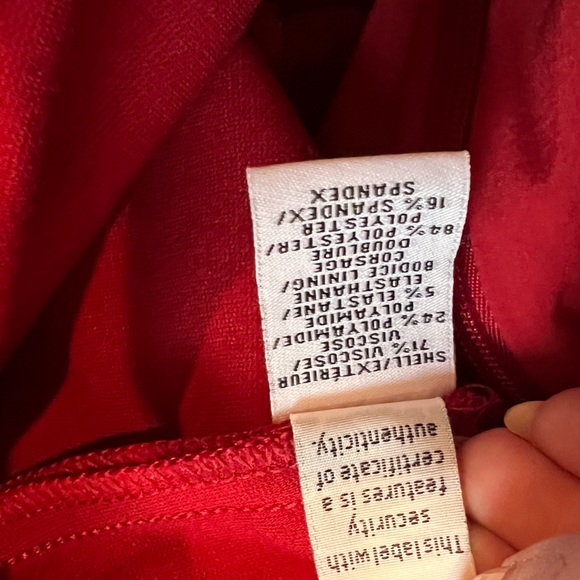 This label with
security
features is a
certificate of
authenticity.
SHELL/EXTÉRIEUR
71% VISCOSE/
VISCOSE
24% POLYAMIDE/
POLYAMIDE
5% ELASTANE/
ELASTHANNE
BODICE LINING/
CORSAGE
DOUBLURE
84% POLYESTER/
POLYESTER
16% SPANDEX/
SPANDEX